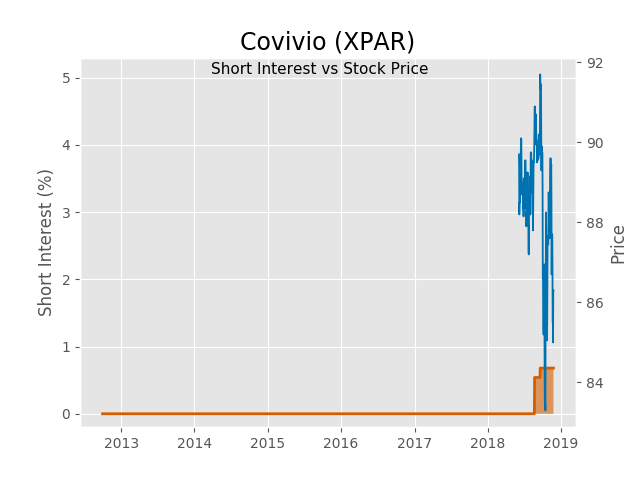 Covivio (XPAR)
Short Interest vs Stock Price
Short Interest (%)
5
4
3
2
1
0
92
90
88
86
84
Price
2013 2014 2015 2016 2017 2018 2019